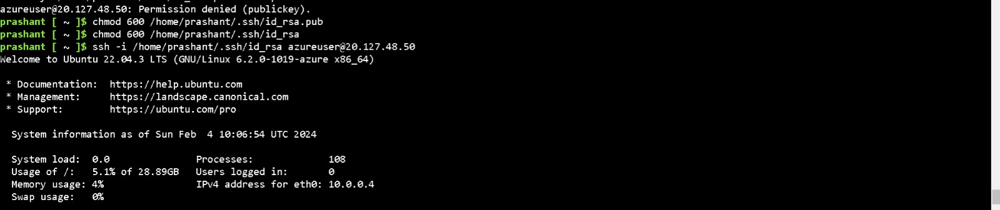 azureuser@20.127.48.50: Permission denied (publickey).
prashant [ ~ ]$ chmod 600 /home/prashant/.ssh/id_rsa.pub
prashant [ ~ ]$ chmod 600 /home/prashant/.ssh/id_rsa
prashant [ ~ ]$ ssh -i /home/prashant/.ssh/id_rsa azureuser@20.127.48.50
Welcome to Ubuntu 22.04.3 LTS (GNU/Linux 6.2.0-1019-azure x86_64)
* Documentation:  https://help.ubuntu.com
* Management:     https://landscape.canonical.com
* Support:        https://ubuntu.com/pro
System information as of Sun Feb  4 10:06:54 UTC 2024
System load:  0.0               Processes:             108
Usage of /:   5.1% of 28.89GB   Users logged in:       0
Memory usage: 4%                IPv4 address for eth0: 10.0.0.4
Swap usage:   0%